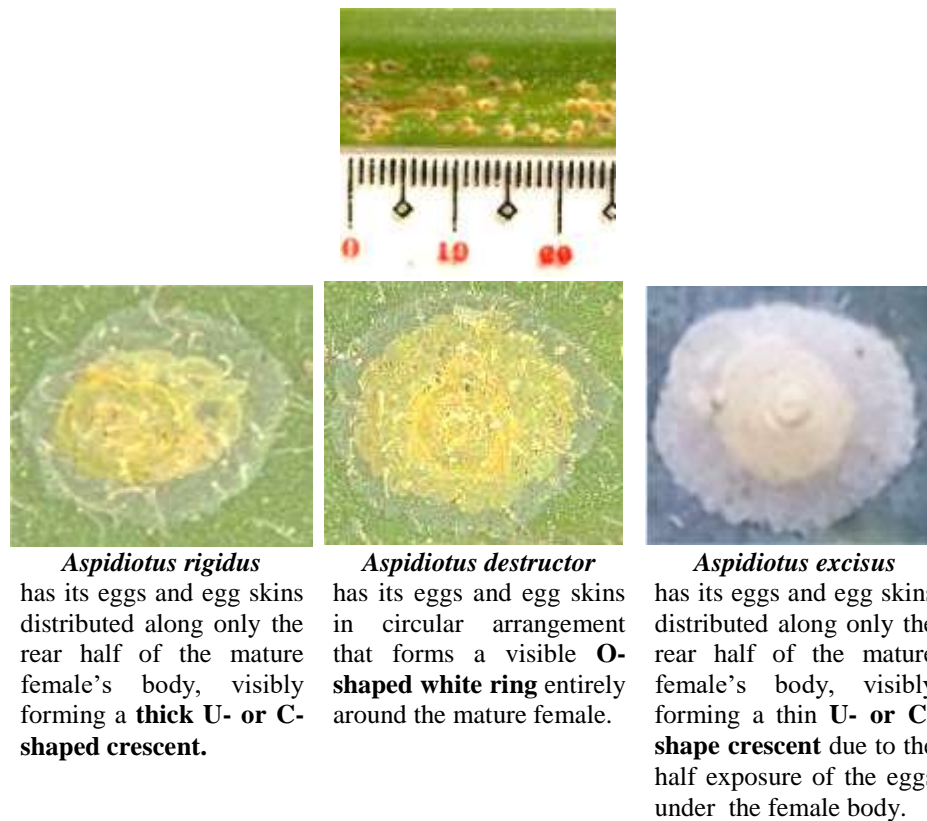 0 10 20
Aspidiotus rigidus
has its eggs and egg skins
distributed along only the
rear half of the mature
female's body, visibly
forming a thick U- or C-
shaped crescent.
Aspidiotus destructor
has its eggs and egg skins
in circular arrangement
that forms a visible O-
shaped white ring entirely
around the mature female.
Aspidiotus excisus
has its eggs and egg skins
distributed along only the
rear half of the mature
female's body, visibly
forming a thin U- or C
shape crescent due to the
half exposure of the eggs
under the female body.